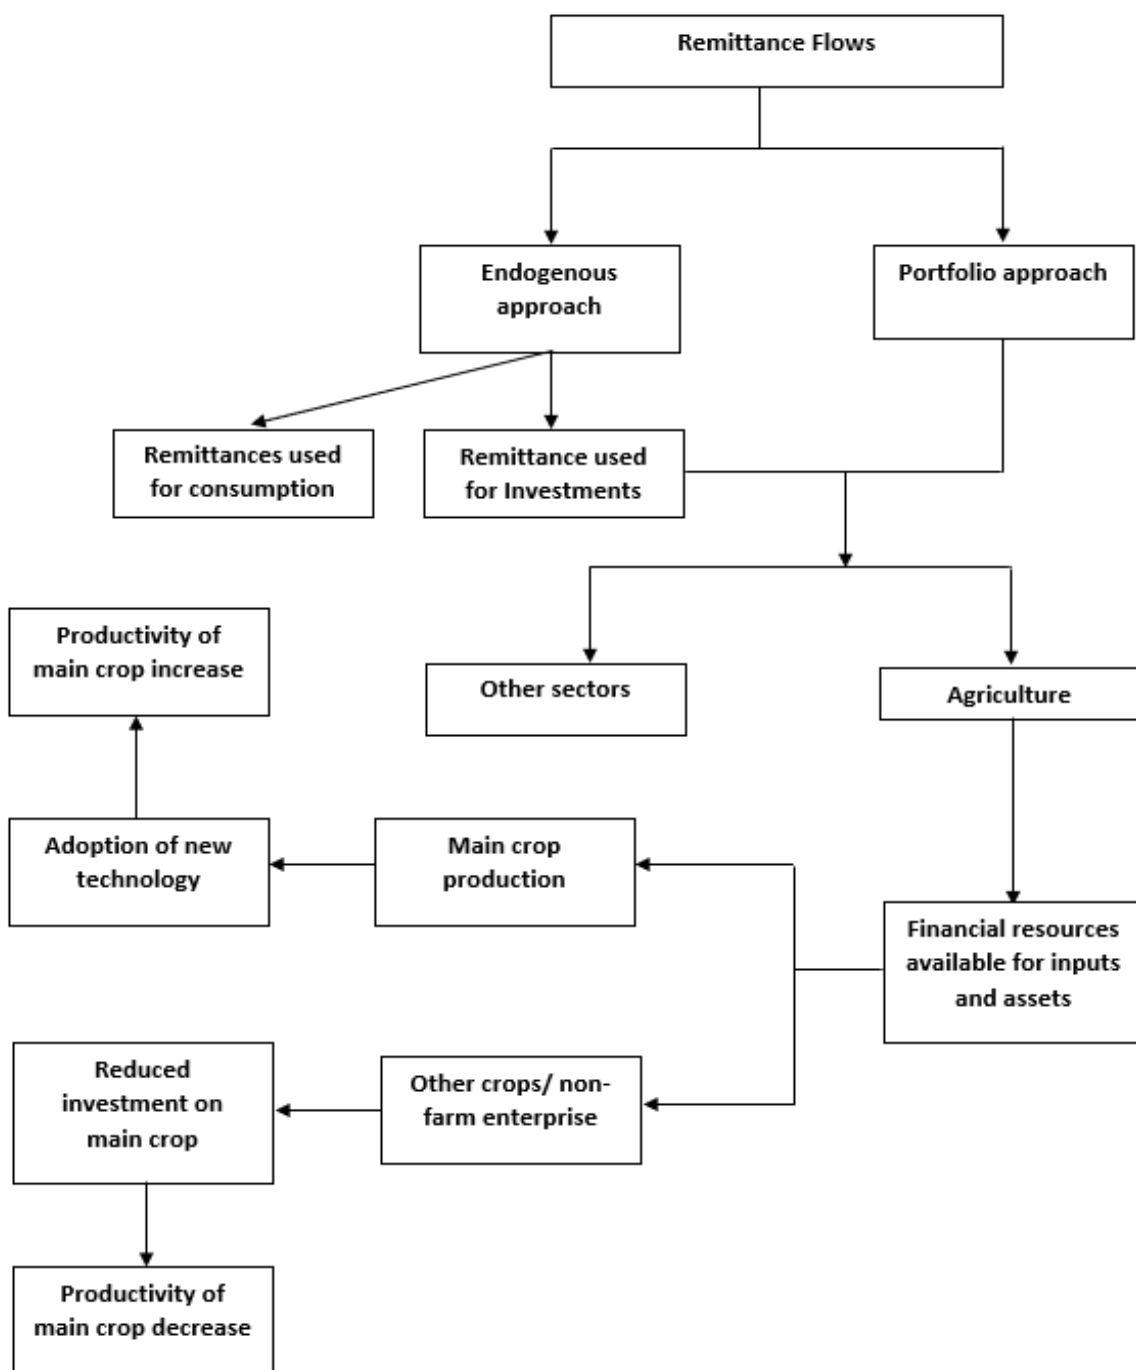 Remittance Flows
Endogenous
approach
Portfolio approach
Remittances used
for consumption
Remittance used
for Investments
Productivity of
main crop increase
Other sectors
Agriculture
Adoption of new
technology
Main crop
production
Financial resources
available for inputs
and assets
Reduced
investment on
main crop
Other crops/ non-
farm enterprise
Productivity of
main crop decrease